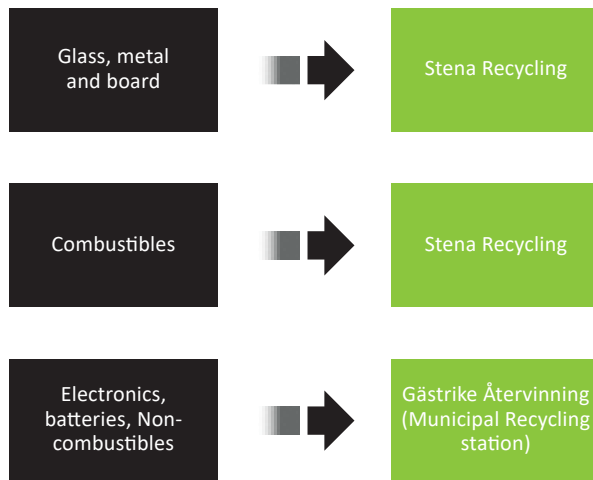 Glass, metal
and board
Stena Recycling
Combustibles
Stena Recycling
Electronics,
batteries, Non-
combustibles
Gästrike Återvinning
(Municipal Recycling
station)